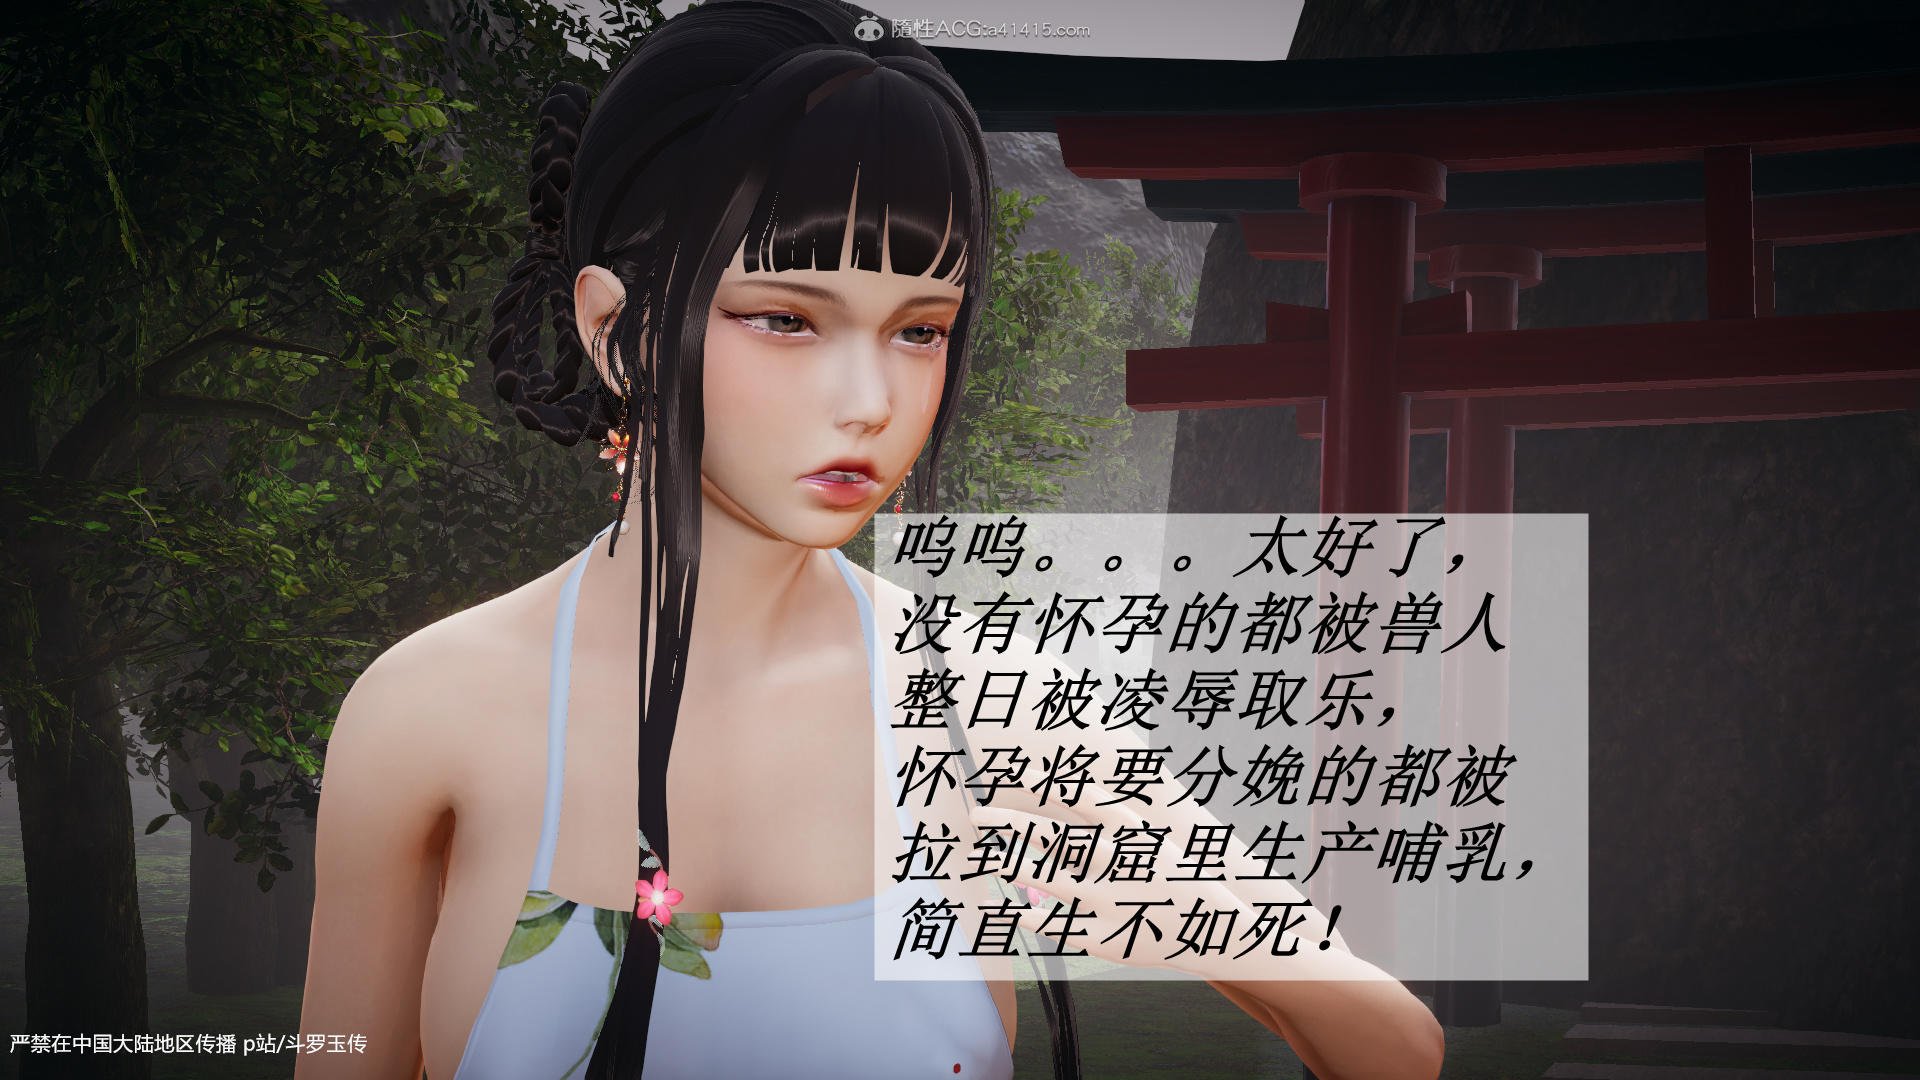 隨性ACG:a41415.com
呜呜。。。太好了，
没有怀孕的都被兽人
整日被凌辱取乐，
怀孕将要分娩的都被
拉到洞窟里生产哺乳，
简直生不如死！
严禁在中国大陆地区传播 p站/斗罗玉传